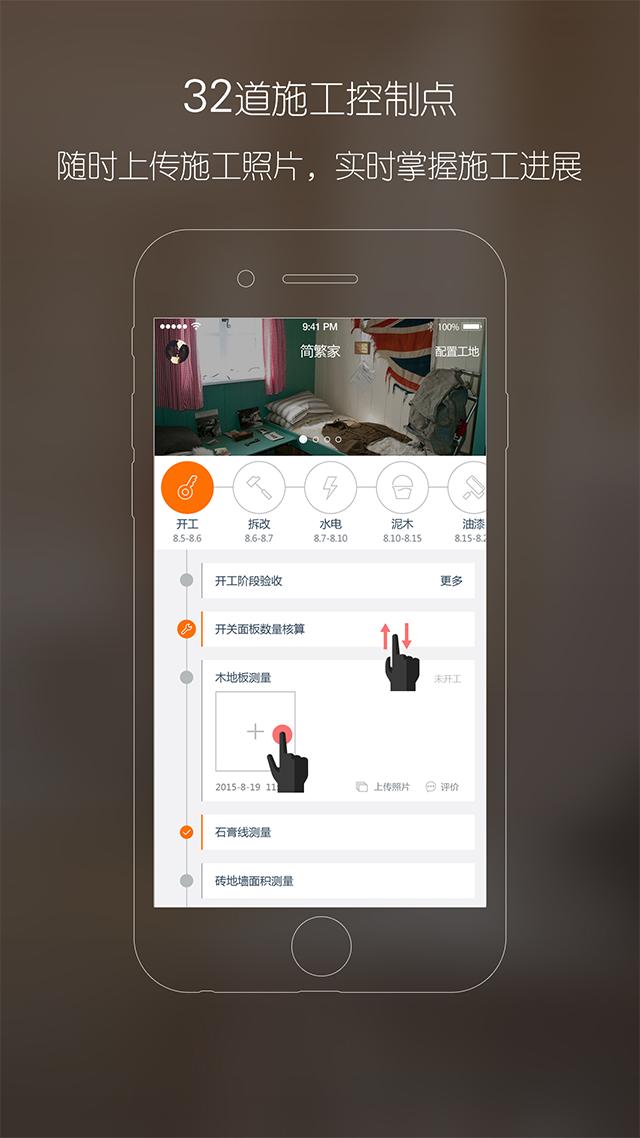 32道施工控制点
随时上传施工照片，实时掌握施工进展
9:41 PM
100%
简繁家
配置工地
开工
拆改
水电
泥木
油漆
8.5-8.6
8.6-8.7
8.7-8.10
8.10-8.15
8.15-8.2
开工阶段验收
更多
开关面板数量核算
木地板测量
未开工
2015-8-19
上传照片
评价
石膏线测量
砖地墙面积测量